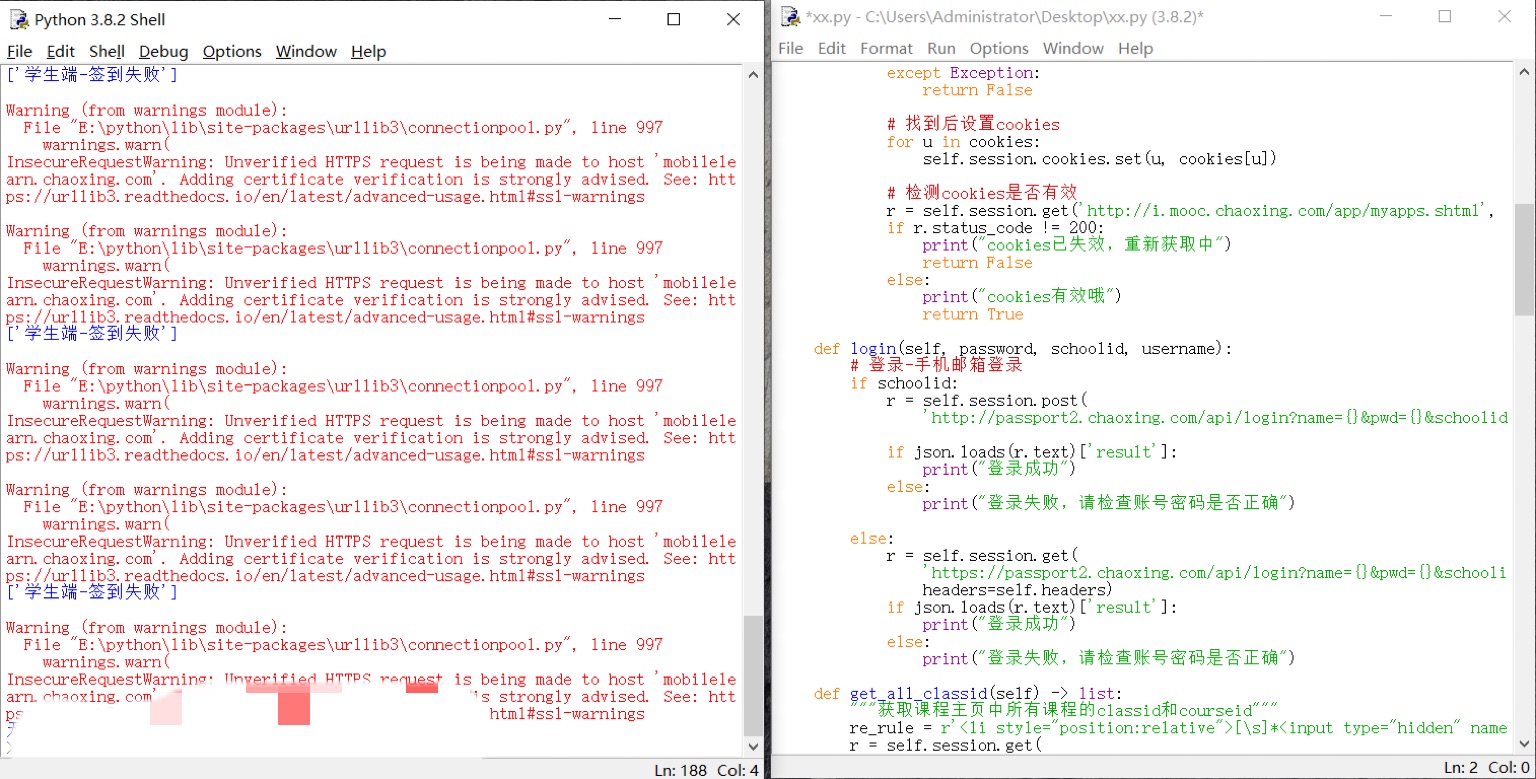 Python 3.8.2 Shell
File Edit Shell Debug Options Window Help
['学生端-签到失败']
Warning (from warnings module):
File "E:\python\lib\site-packages\urllib3\connectionpool.py", line 997
warnings.warn(
InsecureRequestWarning: Unverified HTTPS request is being made to host 'mobilele
arn.chaoxing.com'. Adding certificate verification is strongly advised. See: htt
ps://urllib3.readthedocs.io/en/latest/advanced-usage.html#ssl-warnings
Warning (from warnings module):
File "E:\python\lib\site-packages\urllib3\connectionpool.py", line 997
warnings.warn(
InsecureRequestWarning: Unverified HTTPS request is being made to host 'mobilele
arn.chaoxing.com'. Adding certificate verification is strongly advised. See: htt
ps://urllib3.readthedocs.io/en/latest/advanced-usage.html#ssl-warnings
['学生端-签到失败']
Warning (from warnings module):
File "E:\python\lib\site-packages\urllib3\connectionpool.py", line 997
warnings.warn(
InsecureRequestWarning: Unverified HTTPS request is being made to host 'mobilele
arn.chaoxing.com'. Adding certificate verification is strongly advised. See: htt
ps://urllib3.readthedocs.io/en/latest/advanced-usage.html#ssl-warnings
Warning (from warnings module):
File "E:\python\lib\site-packages\urllib3\connectionpool.py", line 997
warnings.warn(
InsecureRequestWarning: Unverified HTTPS request is being made to host 'mobilele
arn.chaoxing.com'. Adding certificate verification is strongly advised. See: htt
ps://urllib3.readthedocs.io/en/latest/advanced-usage.html#ssl-warnings
['学生端-签到失败']
Warning (from warnings module):
File "E:\python\lib\site-packages\urllib3\connectionpool.py", line 997
warnings.warn(
InsecureRequestWarning: Unverified HTTPS request is being made to host 'mobilele
arn.chaoxing.com' is strongly advised. See: htt
ps html#ssl-warnings
Ln: 188 Col: 4
*xx.py - C:\Users\Administrator\Desktop\xx.py (3.8.2)*
File Edit Format Run Options Window Help
except Exception:
return False
# 找到后设置cookies
for u in cookies:
self.session.cookies.set(u, cookies[u])
# 检测cookies是否有效
r = self.session.get('http://i.mooc.chaoxing.com/app/myapps.shtml',
if r.status_code != 200:
print("cookies已失效，重新获取中")
return False
else:
print("cookies有效哦")
return True
def login(self, password, schoolid, username):
# 登录-手机邮箱登录
if schoolid:
r = self.session.post(
'http://passport2.chaoxing.com/api/login?name={}&pwd={}&schoolid
if json.loads(r.text)['result']:
print("登录成功")
else:
print("登录失败，请检查账号密码是否正确")
else:
r = self.session.get(
'https://passport2.chaoxing.com/api/login?name={}&pwd={}&schooli
headers=self.headers)
if json.loads(r.text)['result']:
print("登录成功")
else:
print("登录失败，请检查账号密码是否正确")
def get_all_classid(self) -> list:
"""获取课程主页中所有课程的classid和courseid"""
re_rule = r'<li style="position:relative">[\s]*<input type="hidden" name
r = self.session.get(
Ln: 2 Col: 0